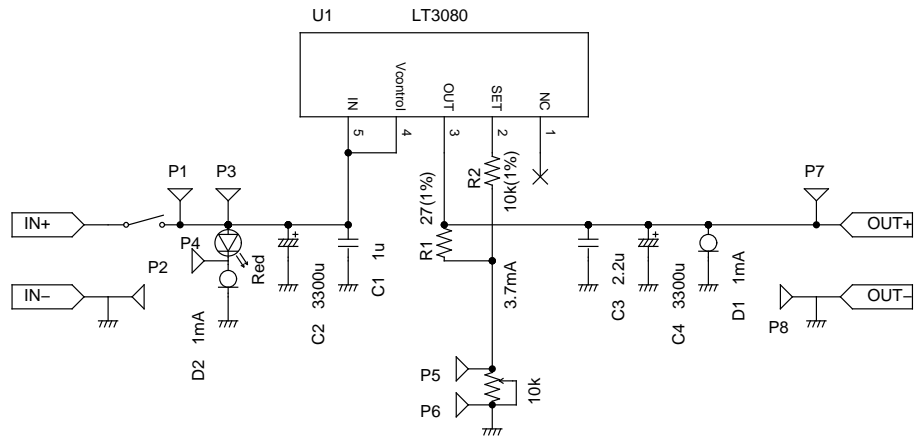 U1
LT3080
IN
Vcontrol
OUT
SET
NC
5
4
3
2
1
P1
P3
R2
10k(1%)
P7
IN+
27(1%)
OUT+
P4
R1
P2
Red
C1 1u
3.7mA
IN−
C2 3300u
C3 2.2u
C4 3300u
D1 1mA
OUT−
D2 1mA
P8
P5
10k
P6